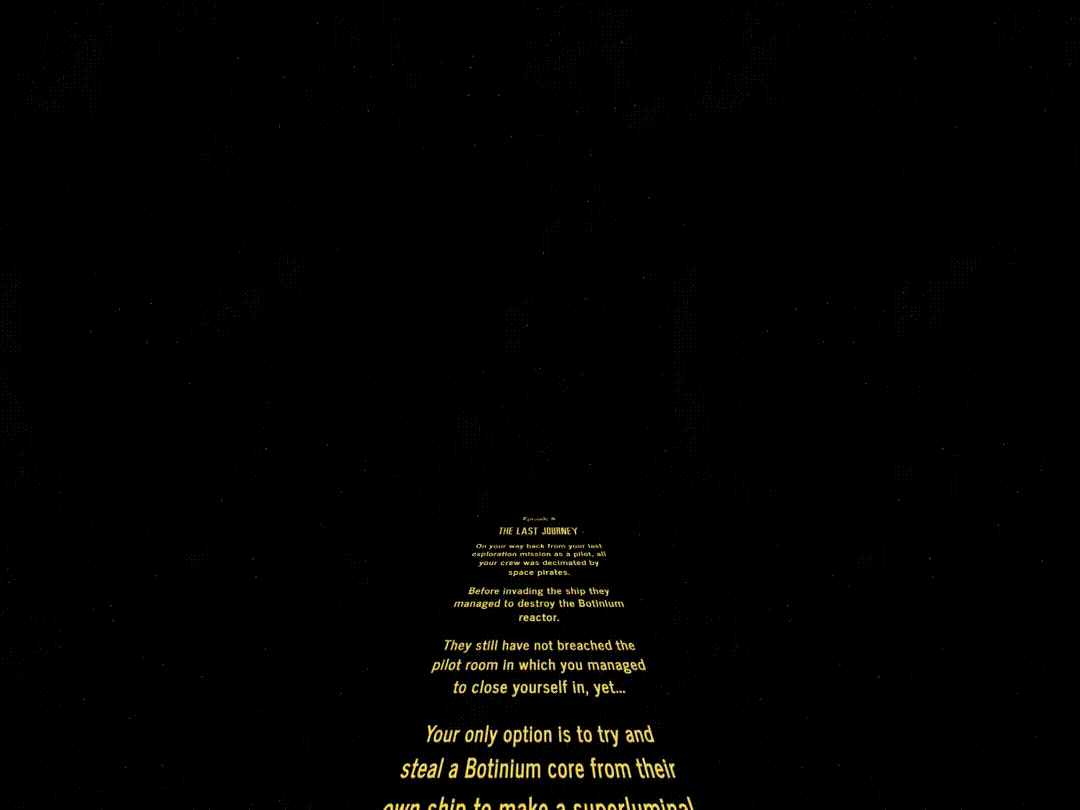 Episode II
THE LAST JOURNEY
On your way back from your last
exploration mission as a pilot, all
your crew was decimated by
space pirates.
Before invading the ship they
managed to destroy the Botinium
reactor.
They still have not breached the
pilot room in which you managed
to close yourself in, yet...
Your only option is to try and
steal a Botinium core from their
own ship to make a superluminal